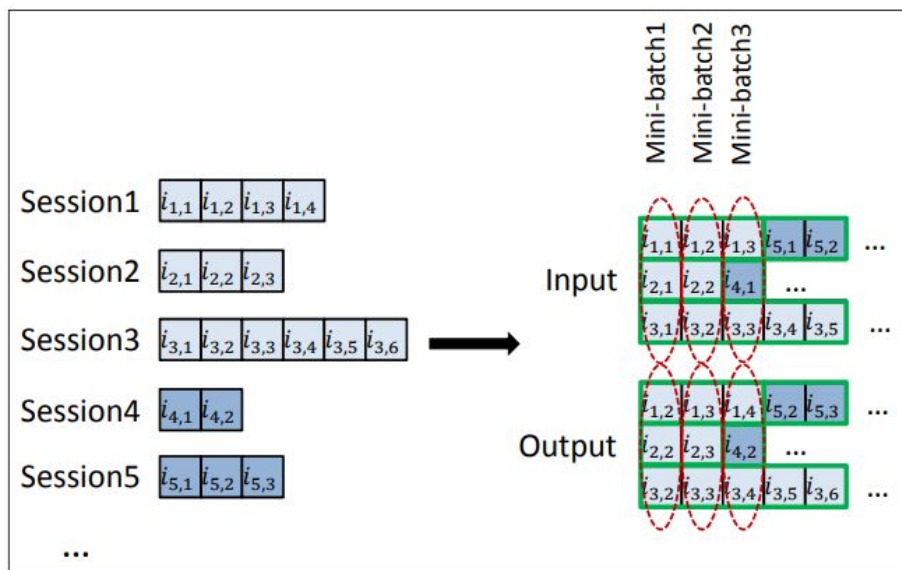 Mini-batch1
Mini-batch2
Mini-batch3
Session1 i1,1 i1,2 i1,3 i1,4
Session2 i2,1 i2,2 i2,3
Session3 i3,1 i3,2 i3,3 i3,4 i3,5 i3,6
Session4 i4,1 i4,2
Session5 i5,1 i5,2 i5,3
...
Input
i1,1 i1,2 i1,3 i5,1 i5,2 ...
i2,1 i2,2 i4,1 ...
i3,1 i3,2 i3,3 i3,4 i3,5 ...
Output
i1,2 i1,3 i1,4 i5,2 i5,3 ...
i2,2 i2,3 i4,2 ...
i3,2 i3,3 i3,4 i3,5 i3,6 ...